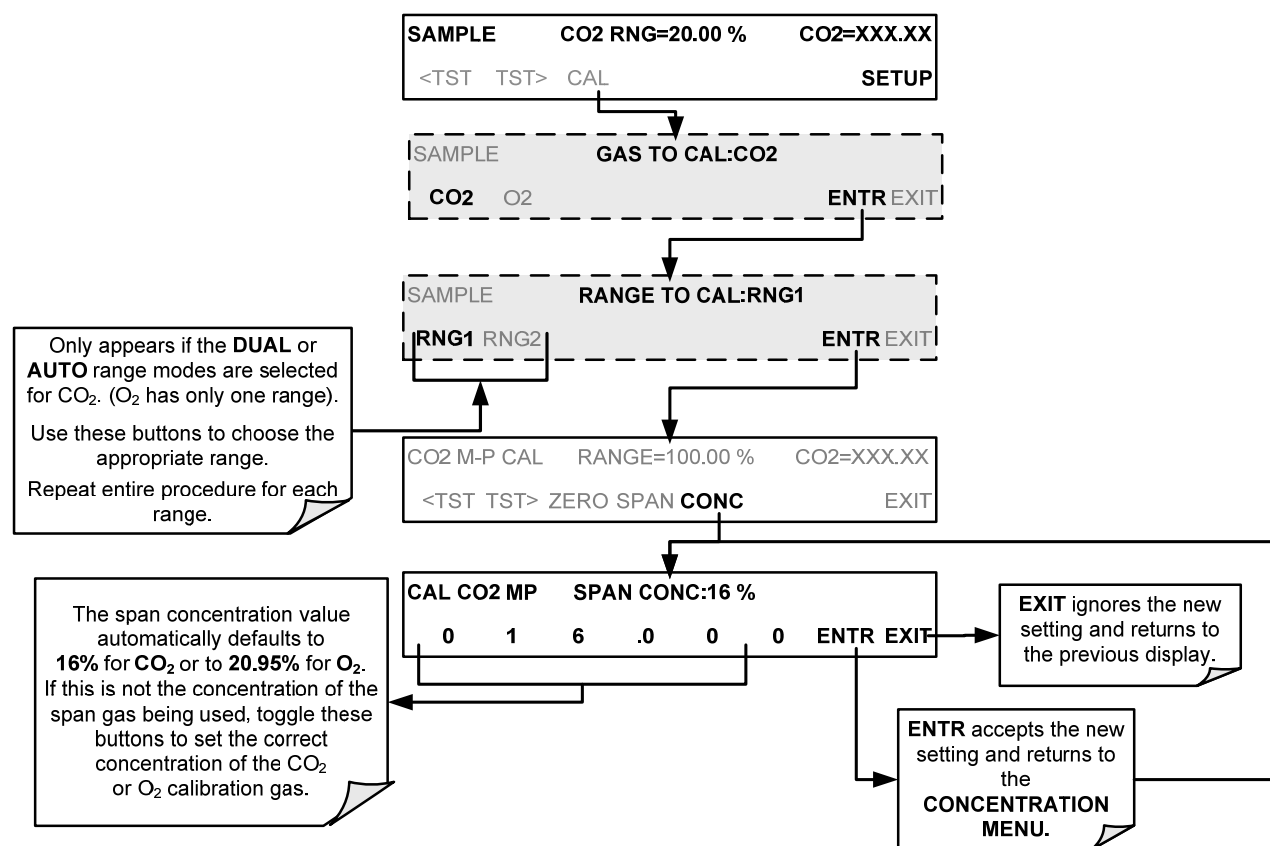 SAMPLE CO2 RNG=20.00 % CO2=XXX.XX
<TST TST> CAL SETUP
SAMPLE GAS TO CAL:CO2
CO2 O2 ENTR EXIT
SAMPLE RANGE TO CAL:RNG1
RNG1 RNG2 ENTR EXIT
Only appears if the DUAL or
AUTO range modes are selected
for CO₂. (O₂ has only one range).
Use these buttons to choose the
appropriate range.
Repeat entire procedure for each
range.
CO2 M-P CAL RANGE=100.00 % CO2=XXX.XX
<TST TST> ZERO SPAN CONC EXIT
CAL CO2 MP SPAN CONC:16 %
0 1 6 .0 0 0 ENTR EXIT
The span concentration value
automatically defaults to
16% for CO₂ or to 20.95% for O₂.
If this is not the concentration of the
span gas being used, toggle these
buttons to set the correct
concentration of the CO₂
or O₂ calibration gas.
EXIT ignores the new
setting and returns to
the previous display.
ENTR accepts the new
setting and returns to
the
CONCENTRATION
MENU.